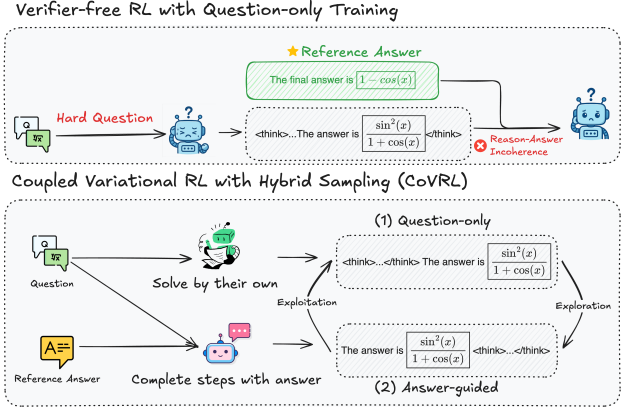 Verifier-free RL with Question-only Training
Reference Answer
The final answer is 1 − cos(x)
Q
Hard Question
?
<think>...The answer is sin²(x) / 1 + cos(x) </think>
Reason-Answer
Incoherence
?
Coupled Variational RL with Hybrid Sampling (CoVRL)
(1) Question-only
Q
Question
Solve by their own
<think>...</think> The answer is sin²(x) / 1 + cos(x)
Exploitation
Exploration
A
Reference Answer
Complete steps with answer
The answer is sin²(x) / 1 + cos(x) <think>...</think>
(2) Answer-guided